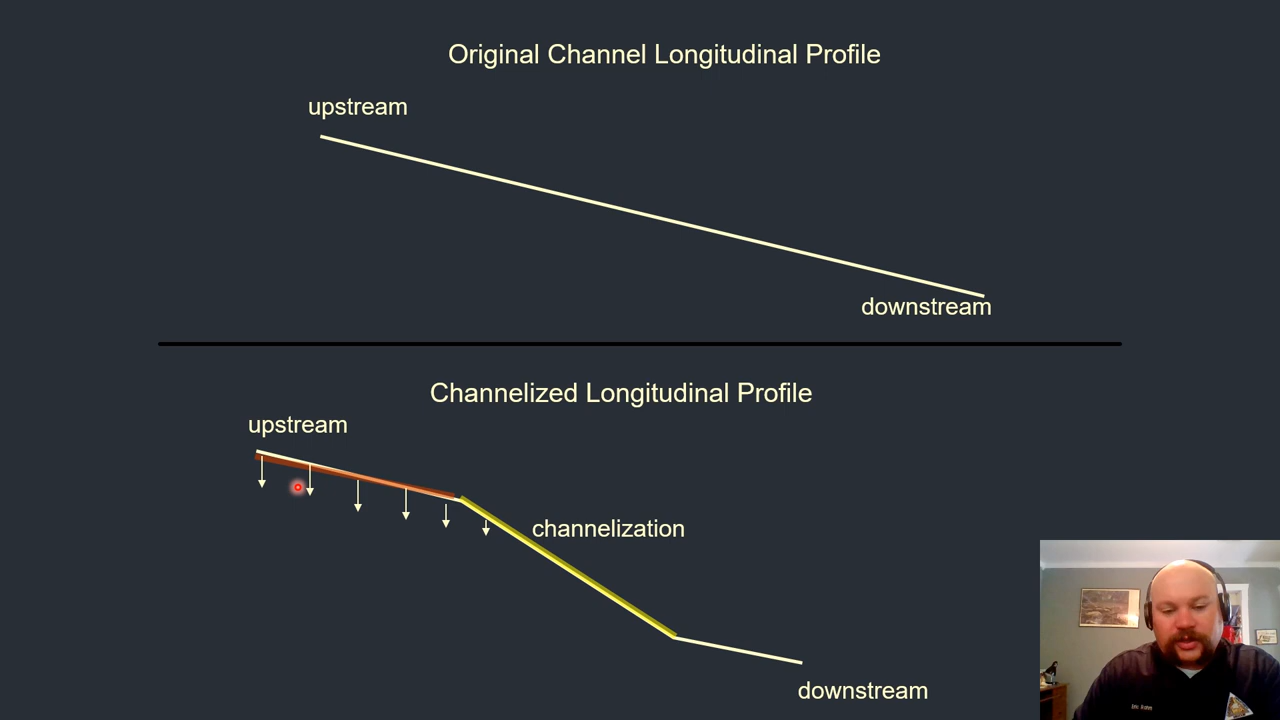 Original Channel Longitudinal Profile
upstream
downstream
Channelized Longitudinal Profile
upstream
channelization
downstream